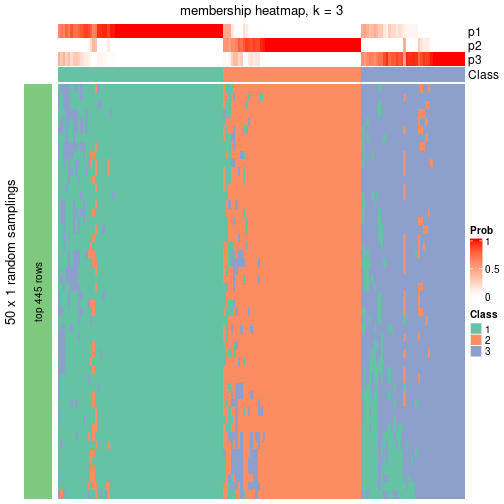 membership heatmap, k = 3
p1
p2
p3
Class
50 x 1 random samplings
top 445 rows
Prob
1
0.5
0
Class
1
2
3